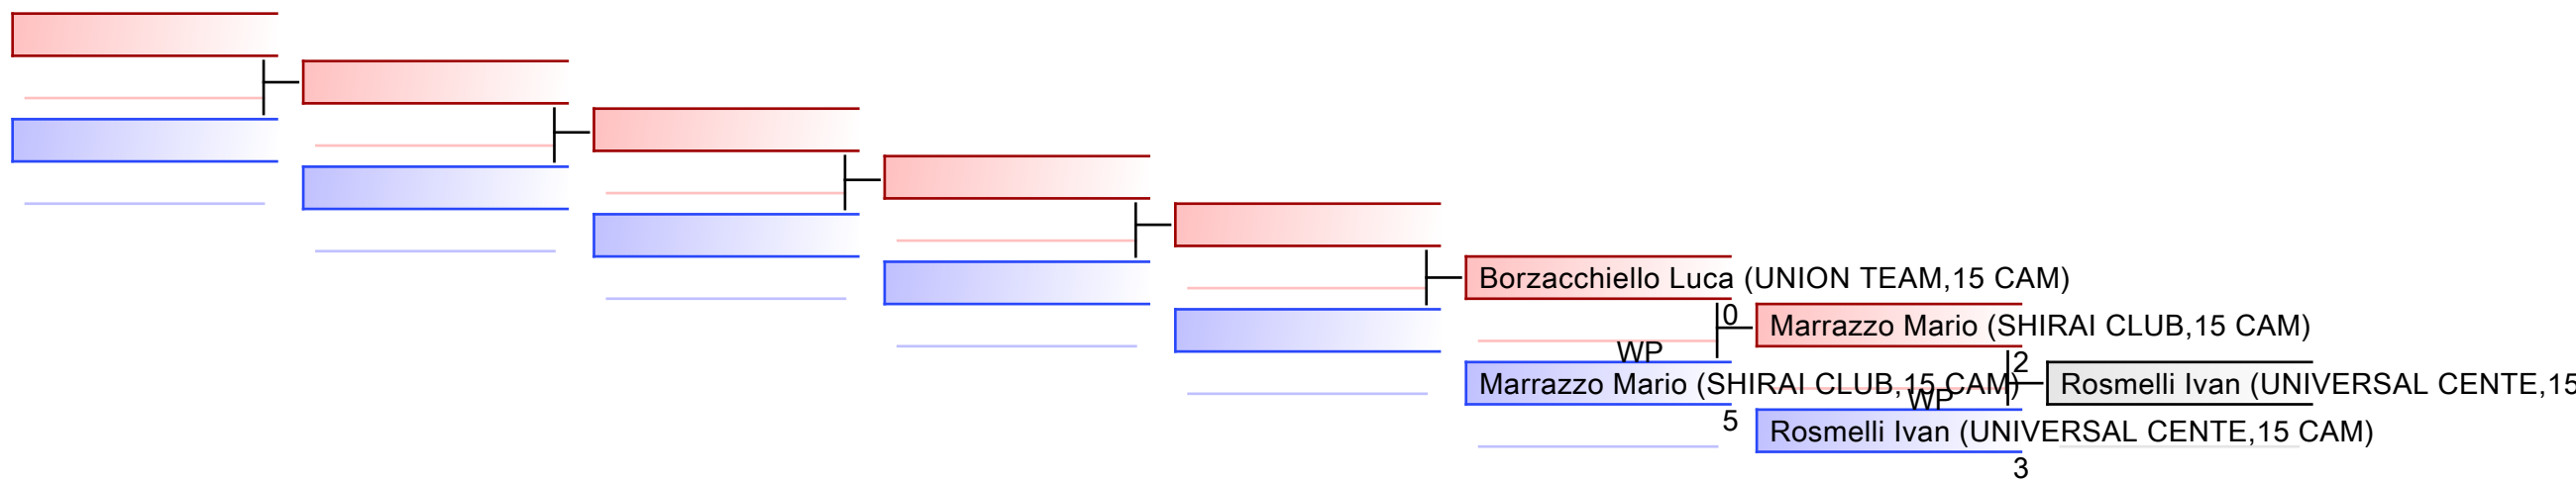 Borzacchiello Luca (UNION TEAM,15 CAM)
0
WP
Marrazzo Mario (SHIRAI CLUB,15 CAM)
5
Marrazzo Mario (SHIRAI CLUB,15 CAM)
2
WP
Rosmelli Ivan (UNIVERSAL CENTE,15 CAM)
3
Rosmelli Ivan (UNIVERSAL CENTE,15